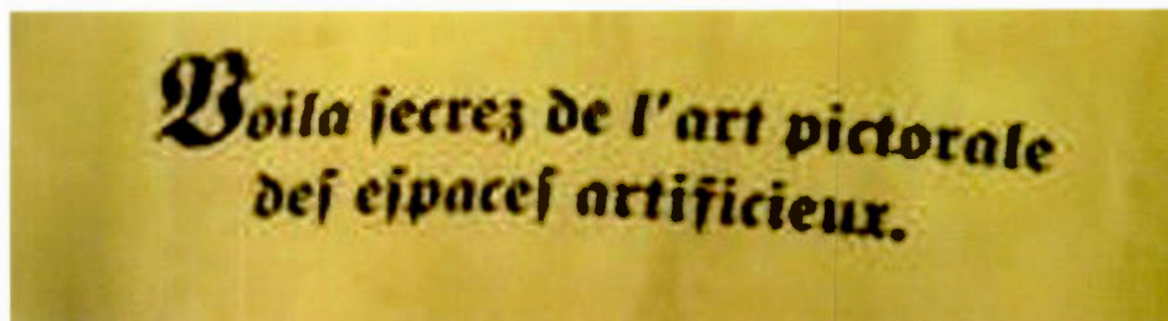 Voila ſecrez de l'art pictorale
deſ eſpaceſ artificieux.